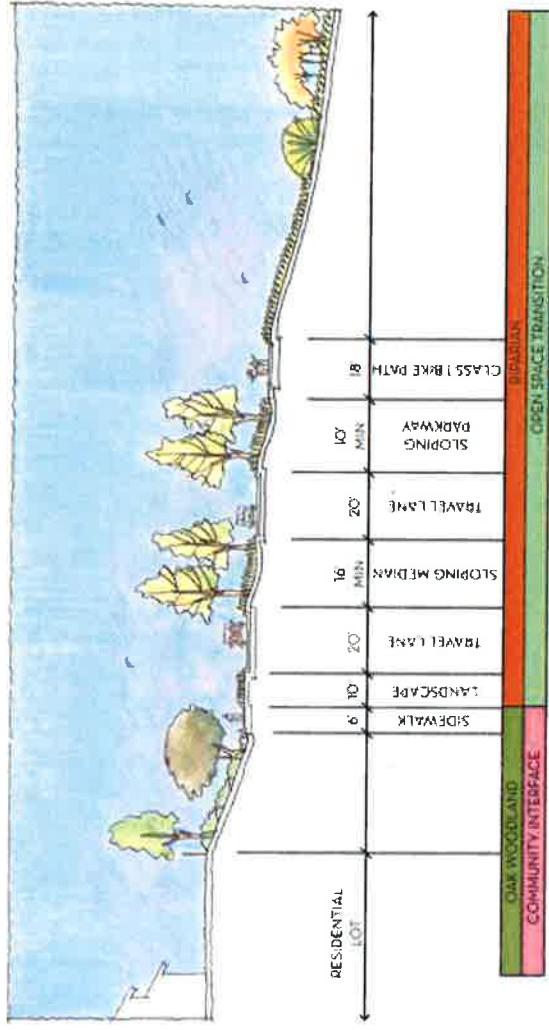 RESIDENTIAL
LOT
6'
SIDEWALK
10'
LANDSCAPE
20'
TRAVEL LANE
16'
MIN
SLOPING MEDIAN
20'
TRAVEL LANE
10'
MIN
SLOPING
PARKWAY
18'
CLASS 1 BIKE PATH
OAK WOODLAND
RIPARIAN
COMMUNITY INTERFACE
OPEN SPACE TRANSITION